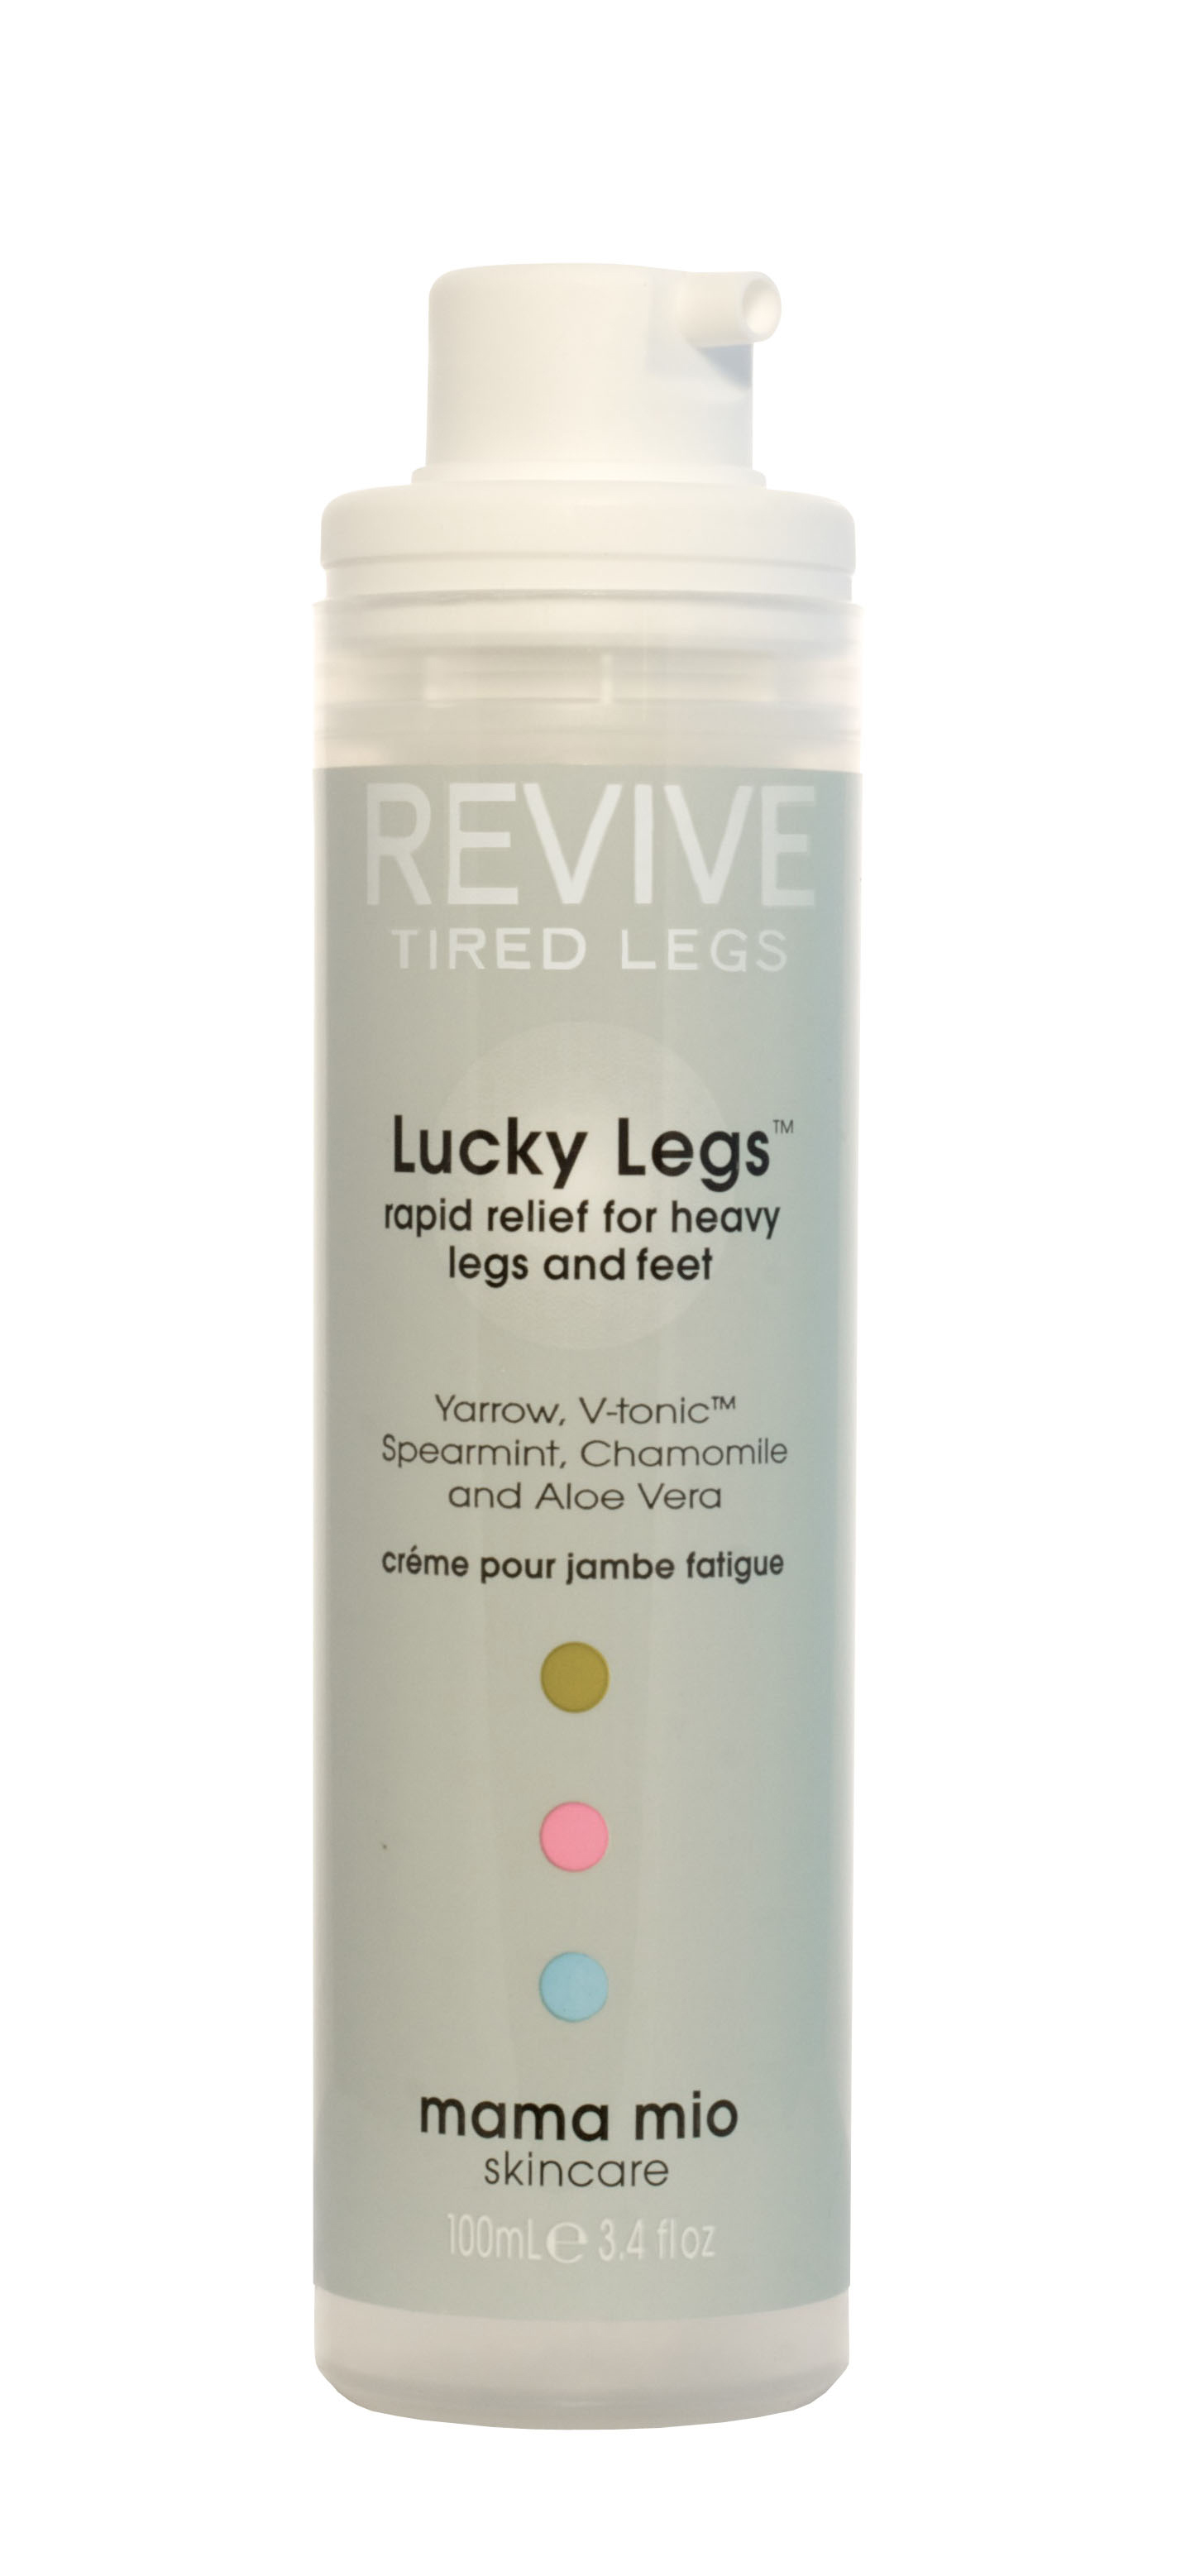 REVIVE
TIRED LEGS
Lucky Legs™
rapid relief for heavy
legs and feet
Yarrow, V-tonic™
Spearmint, Chamomile
and Aloe Vera
créme pour jambe fatigue
mama mio
skincare
100mL ℮ 3.4 fl oz